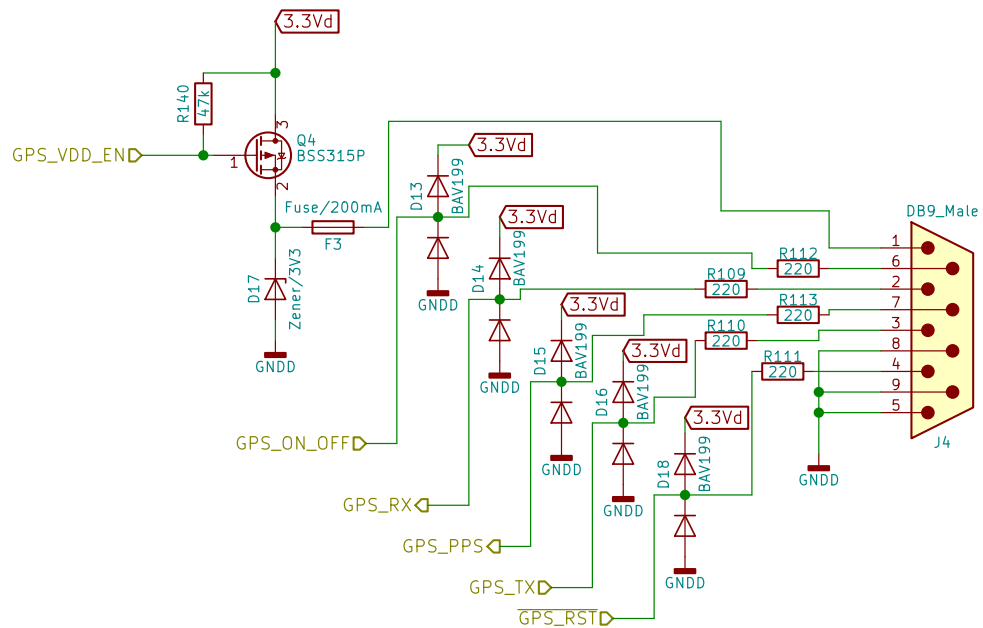 3.3Vd
R140
47k
3
Q4
BSS315P
GPS_VDD_EN
1
2
3.3Vd
D13
BAV199
Fuse/200mA
F3
3.3Vd
DB9_Male
D17
Zener/3V3
GNDD
D14
BAV199
GNDD
3.3Vd
R112
220
R109
220
R113
220
R110
220
R111
220
1
6
2
7
3
8
4
9
5
J4
GNDD
D15
BAV199
3.3Vd
GNDD
D16
BAV199
3.3Vd
GPS_ON_OFF
GNDD
D18
BAV199
GNDD
GPS_RX
GNDD
GPS_PPS
GPS_TX
GNDD
GPS_RST